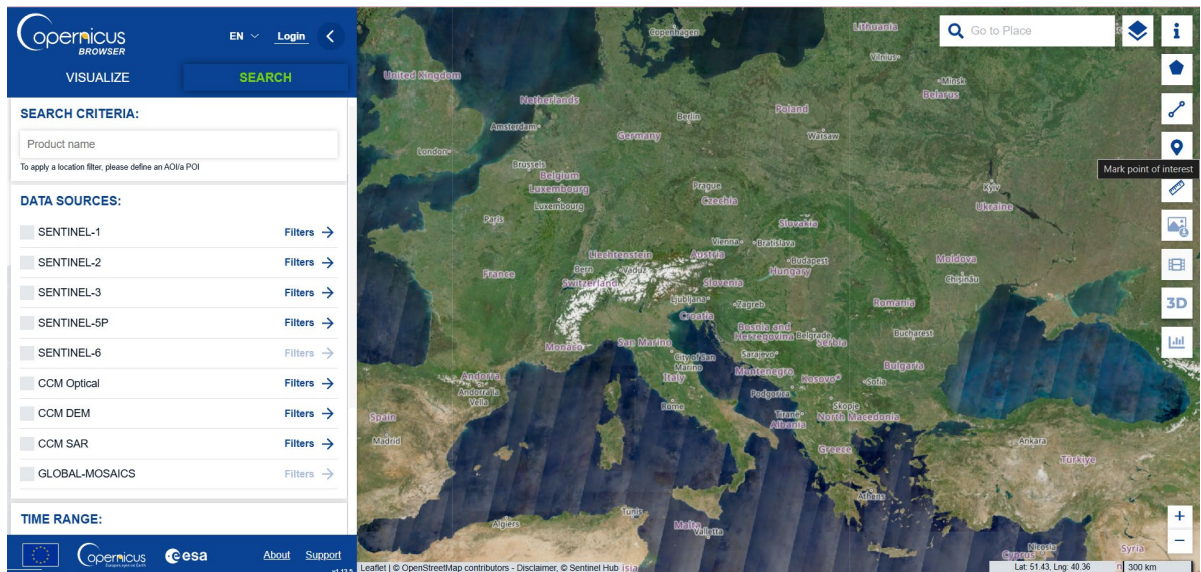 Copernicus
BROWSER
EN
Login
VISUALIZE
SEARCH
SEARCH CRITERIA:
Product name
To apply a location filter, please define an AOI/a POI
DATA SOURCES:
SENTINEL-1 Filters
SENTINEL-2 Filters
SENTINEL-3 Filters
SENTINEL-5P Filters
SENTINEL-6 Filters
CCM Optical Filters
CCM DEM Filters
CCM SAR Filters
GLOBAL-MOSAICS Filters
TIME RANGE:
Copernicus
Europe's eyes on Earth
esa
About
Support
Go to Place
i
Mark point of interest
3D
+
−
Copenhagen
Lithuania
Vilnius
United Kingdom
Minsk
Belarus
Netherlands
Poland
Berlin
Amsterdam
Germany
Warsaw
London
Brussels
Belgium
Luxembourg
Prague
Kyiv
Czechia
Luxembourg
Ukraine
Paris
Slovakia
Vienna
Bratislava
Liechtenstein
Austria
Budapest
Moldova
France
Bern
Vaduz
Hungary
Switzerland
Slovenia
Chișinău
Ljubljana
Zagreb
Romania
Croatia
Bosnia and
Herzegovina
Belgrade
Serbia
Bucharest
Monaco
San Marino
City of San
Marino
Sarajevo
Italy
Montenegro
Kosovo*
Bulgaria
Sofia
Andorra
Andorra la
Vella
Podgorica
Rome
Skopje
Tirana
North Macedonia
Albania
Spain
Madrid
Greece
Ankara
Türkiye
Athens
Tunis
Algiers
Malta
Valletta
Nicosia
Cyprus
Syria
Leaflet | © OpenStreetMap contributors - Disclaimer, © Sentinel Hub
Lat: 51.43, Lng: 40.36
300 km